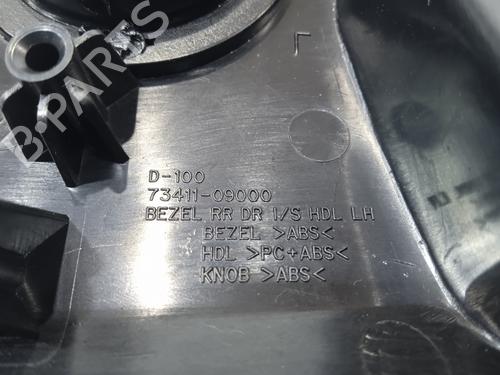 B-PARTS
L
D-100
73411-09000
BEZEL RR DR I/S HDL LH
BEZEL >ABS<
HDL >PC+ABS<
KNOB >ABS<